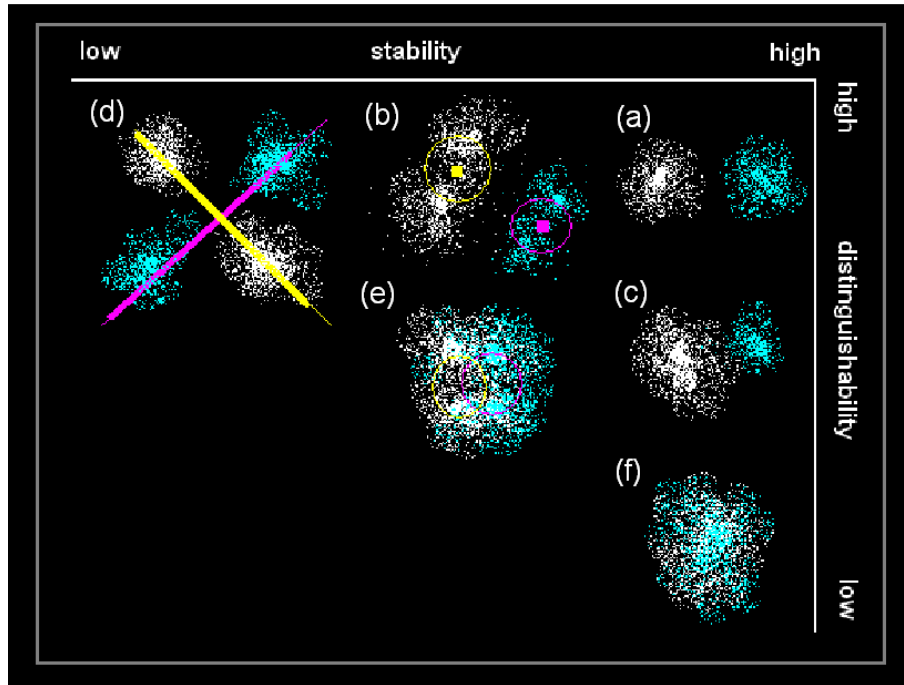 low stability high
(d) (b) (a)
high
distinguishability
(e) (c)
(f)
low